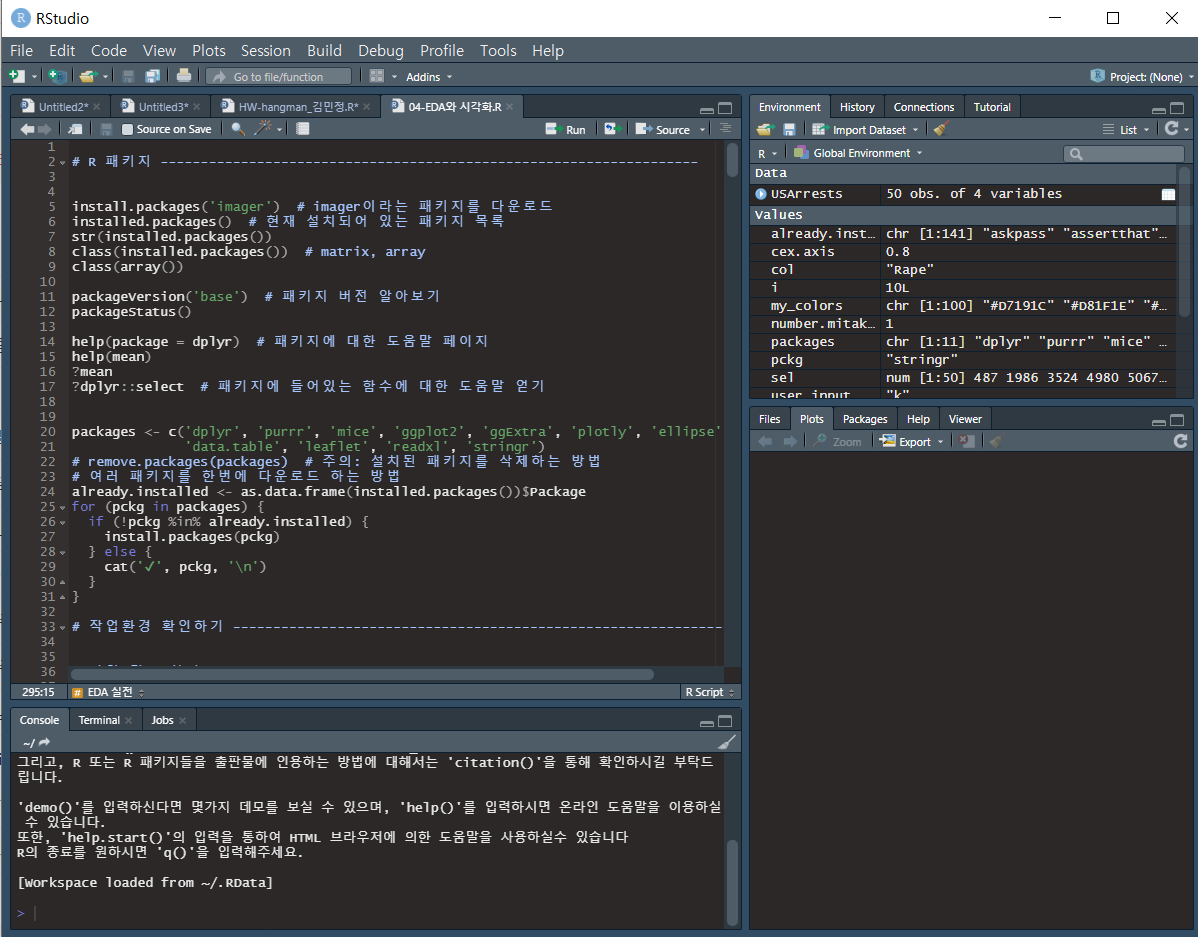 RStudio
File Edit Code View Plots Session Build Debug Profile Tools Help
Go to file/function Addins Project: (None)
Untitled2* Untitled3* HW-hangman_김민정.R* 04-EDA와 시각화.R
Source on Save Run Source
1
2 # R 패키지 -------------------------------------------------------------------
3
4
5 install.packages('imager') # imager이라는 패키지를 다운로드
6 installed.packages() # 현재 설치되어 있는 패키지 목록
7 str(installed.packages())
8 class(installed.packages()) # matrix, array
9 class(array())
10
11 packageVersion('base') # 패키지 버전 알아보기
12 packageStatus()
13
14 help(package = dplyr) # 패키지에 대한 도움말 페이지
15 help(mean)
16 ?mean
17 ?dplyr::select # 패키지에 들어있는 함수에 대한 도움말 얻기
18
19
20 packages <- c('dplyr', 'purrr', 'mice', 'ggplot2', 'ggExtra', 'plotly', 'ellipse'
21 'data.table', 'leaflet', 'readxl', 'stringr')
22 # remove.packages(packages) # 주의: 설치된 패키지를 삭제하는 방법
23 # 여러 패키지를 한번에 다운로드 하는 방법
24 already.installed <- as.data.frame(installed.packages())$Package
25 for (pckg in packages) {
26 if (!pckg %in% already.installed) {
27 install.packages(pckg)
28 } else {
29 cat('✓', pckg, '\n')
30 }
31 }
32
33 # 작업환경 확인하기 -------------------------------------------------------------
34
35
36
295:15 EDA 실전 R Script
Console Terminal Jobs
~/
그리고, R 또는 R 패키지들을 출판물에 인용하는 방법에 대해서는 'citation()'을 통해 확인하시길 부탁드
립니다.
'demo()'를 입력하신다면 몇가지 데모를 보실 수 있으며, 'help()'를 입력하시면 온라인 도움말을 이용하실
수 있습니다.
또한, 'help.start()'의 입력을 통하여 HTML 브라우저에 의한 도움말을 사용하실수 있습니다
R의 종료를 원하시면 'q()'을 입력해주세요.
[Workspace loaded from ~/.RData]
>
Environment History Connections Tutorial
Import Dataset List
R Global Environment
Data
USArrests 50 obs. of 4 variables
Values
already.inst… chr [1:141] "askpass" "assertthat"…
cex.axis 0.8
col "Rape"
i 10L
my_colors chr [1:100] "#D7191C" "#D81F1E" "#…
number.mitak… 1
packages chr [1:11] "dplyr" "purrr" "mice" …
pckg "stringr"
sel num [1:50] 487 1986 3524 4980 5067…
user_input "k"
Files Plots Packages Help Viewer
Zoom Export